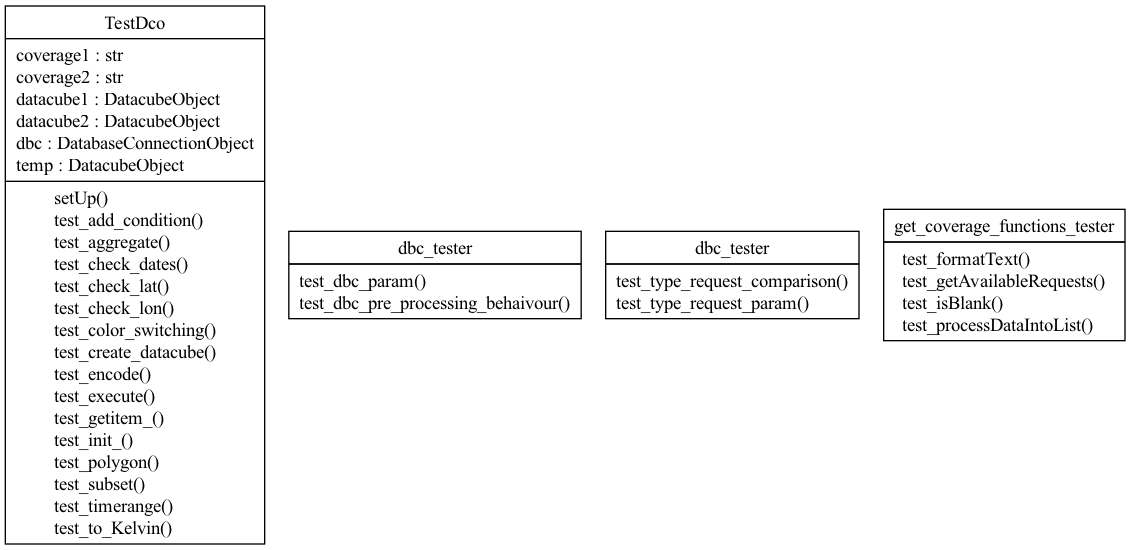 TestDco
coverage1 : str
coverage2 : str
datacube1 : DatacubeObject
datacube2 : DatacubeObject
dbc : DatabaseConnectionObject
temp : DatacubeObject
setUp()
test_add_condition()
test_aggregate()
test_check_dates()
test_check_lat()
test_check_lon()
test_color_switching()
test_create_datacube()
test_encode()
test_execute()
test_getitem_()
test_init_()
test_polygon()
test_subset()
test_timerange()
test_to_Kelvin()
dbc_tester
test_dbc_param()
test_dbc_pre_processing_behaivour()
dbc_tester
test_type_request_comparison()
test_type_request_param()
get_coverage_functions_tester
test_formatText()
test_getAvailableRequests()
test_isBlank()
test_processDataIntoList()